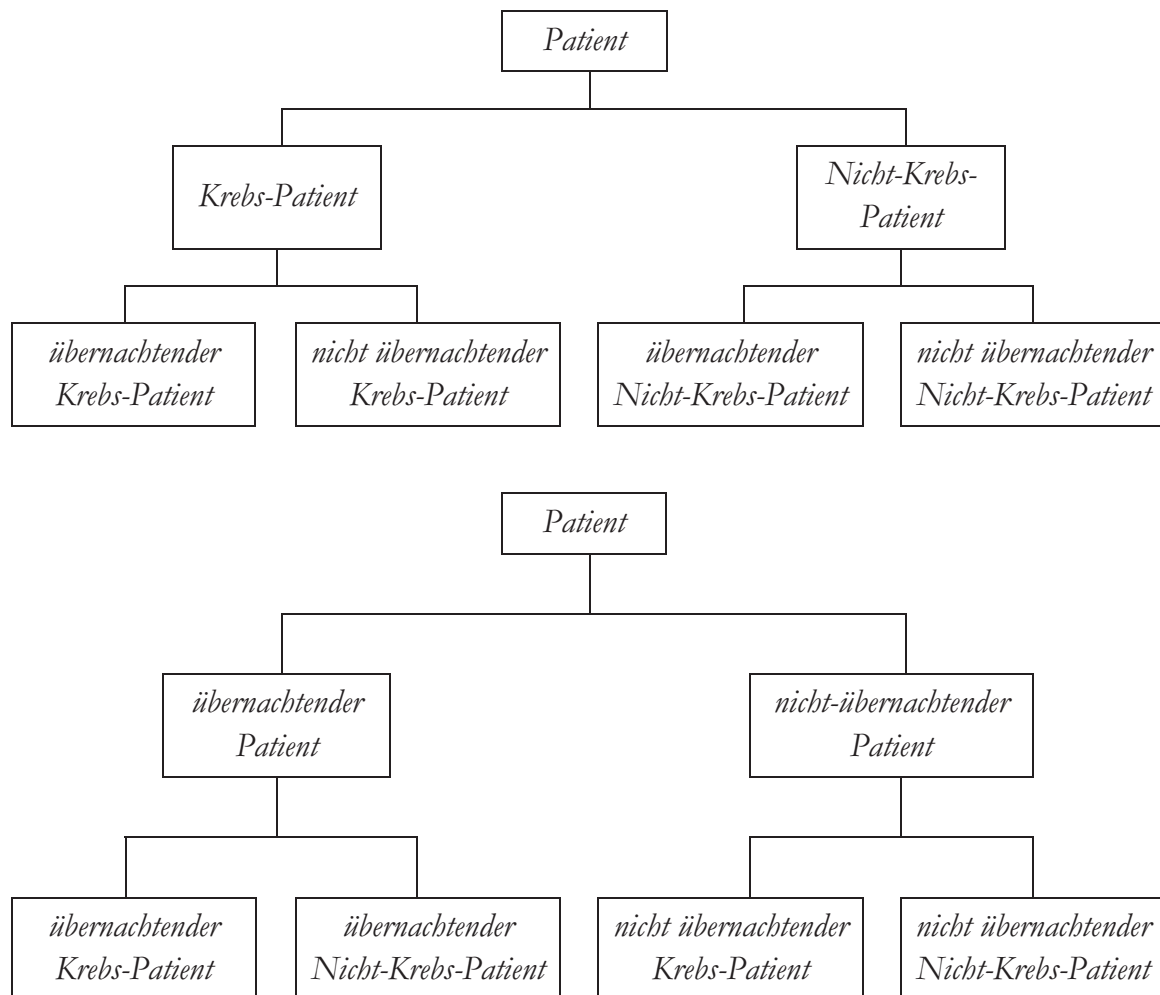 Patient
Krebs-Patient
Nicht-Krebs-
Patient
übernachtender
Krebs-Patient
nicht übernachtender
Krebs-Patient
übernachtender
Nicht-Krebs-Patient
nicht übernachtender
Nicht-Krebs-Patient
Patient
übernachtender
Patient
nicht-übernachtender
Patient
übernachtender
Krebs-Patient
übernachtender
Nicht-Krebs-Patient
nicht übernachtender
Krebs-Patient
nicht übernachtender
Nicht-Krebs-Patient